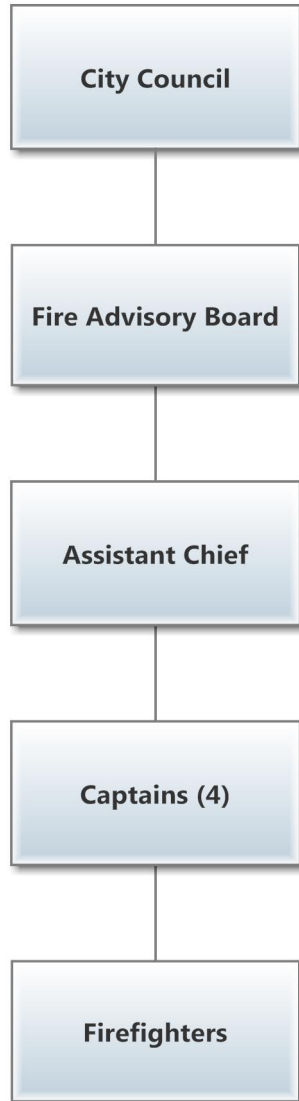 City Council
Fire Advisory Board
Assistant Chief
Captains (4)
Firefighters